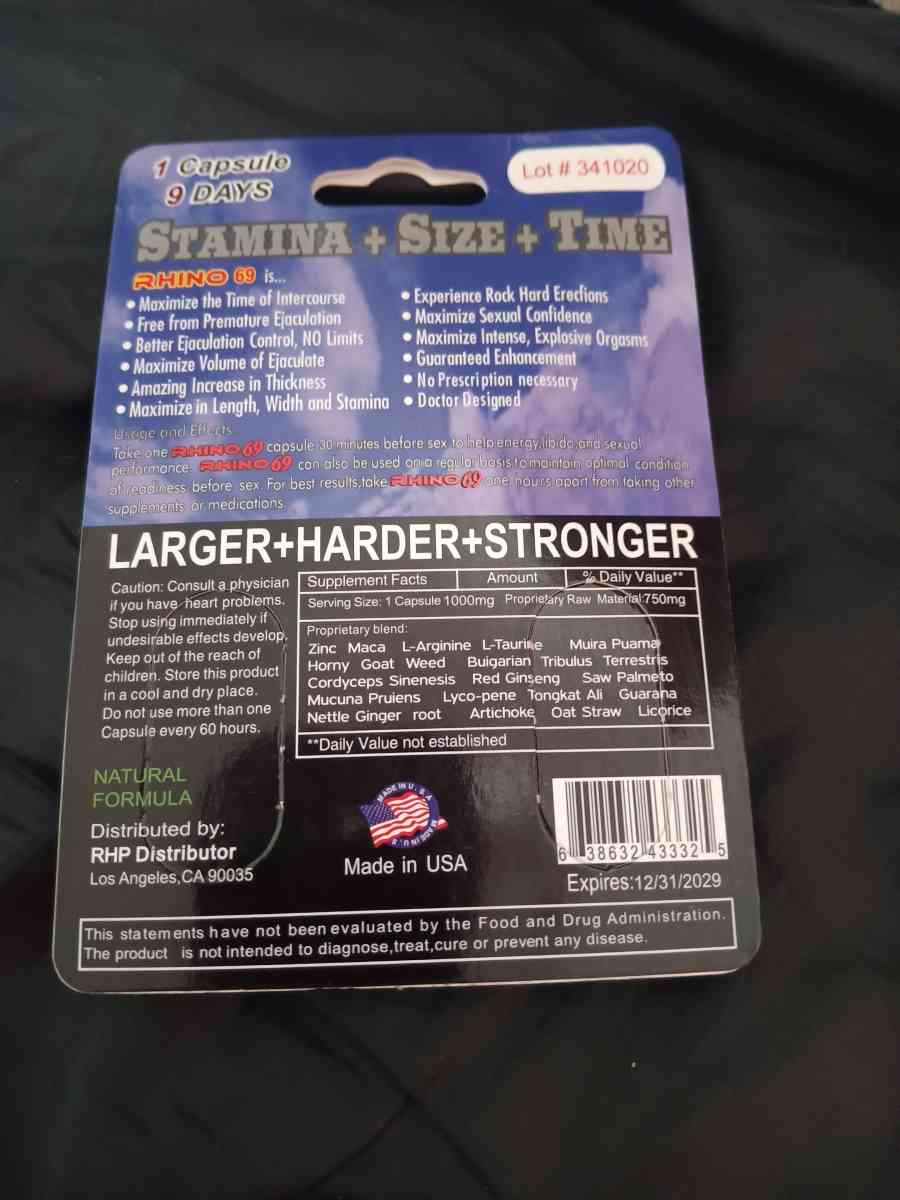 1 Capsule
9 DAYS
Lot # 341020
STAMINA + SIZE + TIME
RHINO 69 is...
• Maximize the Time of Intercourse
• Free from Premature Ejaculation
• Better Ejaculation Control, NO Limits
• Maximize Volume of Ejaculate
• Amazing Increase in Thickness
• Maximize in Length, Width and Stamina
• Experience Rock Hard Erections
• Maximize Sexual Confidence
• Maximize Intense, Explosive Orgasms
• Guaranteed Enhancement
• No Prescription necessary
• Doctor Designed
Usage and Effects:
Take one RHINO 69 capsule 30 minutes before sex to help energy, libido, and sexual
performance. RHINO 69 can also be used on a regular basis to maintain optimal condition
of readiness before sex. For best results, take RHINO 69 one hours apart from taking other
supplements or medications.
LARGER+HARDER+STRONGER
Caution: Consult a physician
if you have heart problems.
Stop using immediately if
undesirable effects develop.
Keep out of the reach of
children. Store this product
in a cool and dry place.
Do not use more than one
Capsule every 60 hours.
Supplement Facts Amount % Daily Value**
Serving Size: 1 Capsule 1000mg Proprietary Raw Material:750mg
Proprietary blend:
Zinc Maca L-Arginine L-Taurine Muira Puama
Horny Goat Weed Buigarian Tribulus Terrestris
Cordyceps Sinenesis Red Ginseng Saw Palmeto
Mucuna Pruiens Lyco-pene Tongkat Ali Guarana
Nettle Ginger root Artichoke Oat Straw Licorice
**Daily Value not established
NATURAL
FORMULA
Distributed by:
RHP Distributor
Los Angeles,CA 90035
MADE IN U.S.A
MADE IN U.S.
Made in USA
6 38632 43332 5
Expires:12/31/2029
This statements have not been evaluated by the Food and Drug Administration.
The product is not intended to diagnose,treat,cure or prevent any disease.